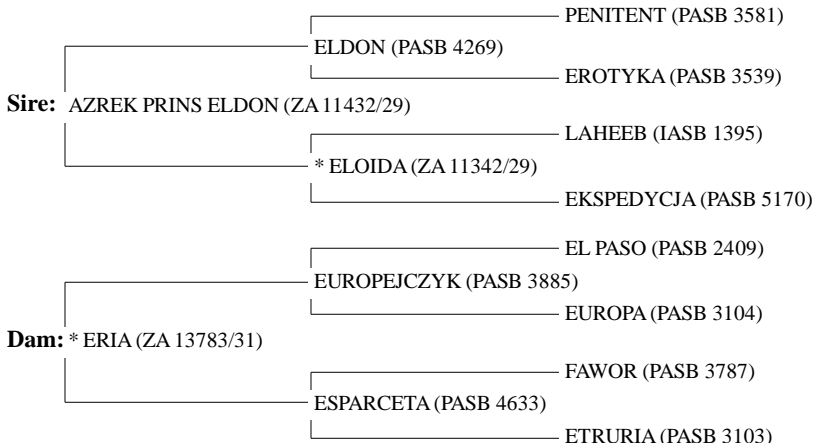 PENITENT (PASB 3581)
ELDON (PASB 4269)
EROTYKA (PASB 3539)
Sire: AZREK PRINS ELDON (ZA 11432/29)
LAHEEB (IASB 1395)
* ELOIDA (ZA 11342/29)
EKSPEDYCJA (PASB 5170)
EL PASO (PASB 2409)
EUROPEJCZYK (PASB 3885)
EUROPA (PASB 3104)
Dam: * ERIA (ZA 13783/31)
FAWOR (PASB 3787)
ESPARCETA (PASB 4633)
ETRURIA (PASB 3103)